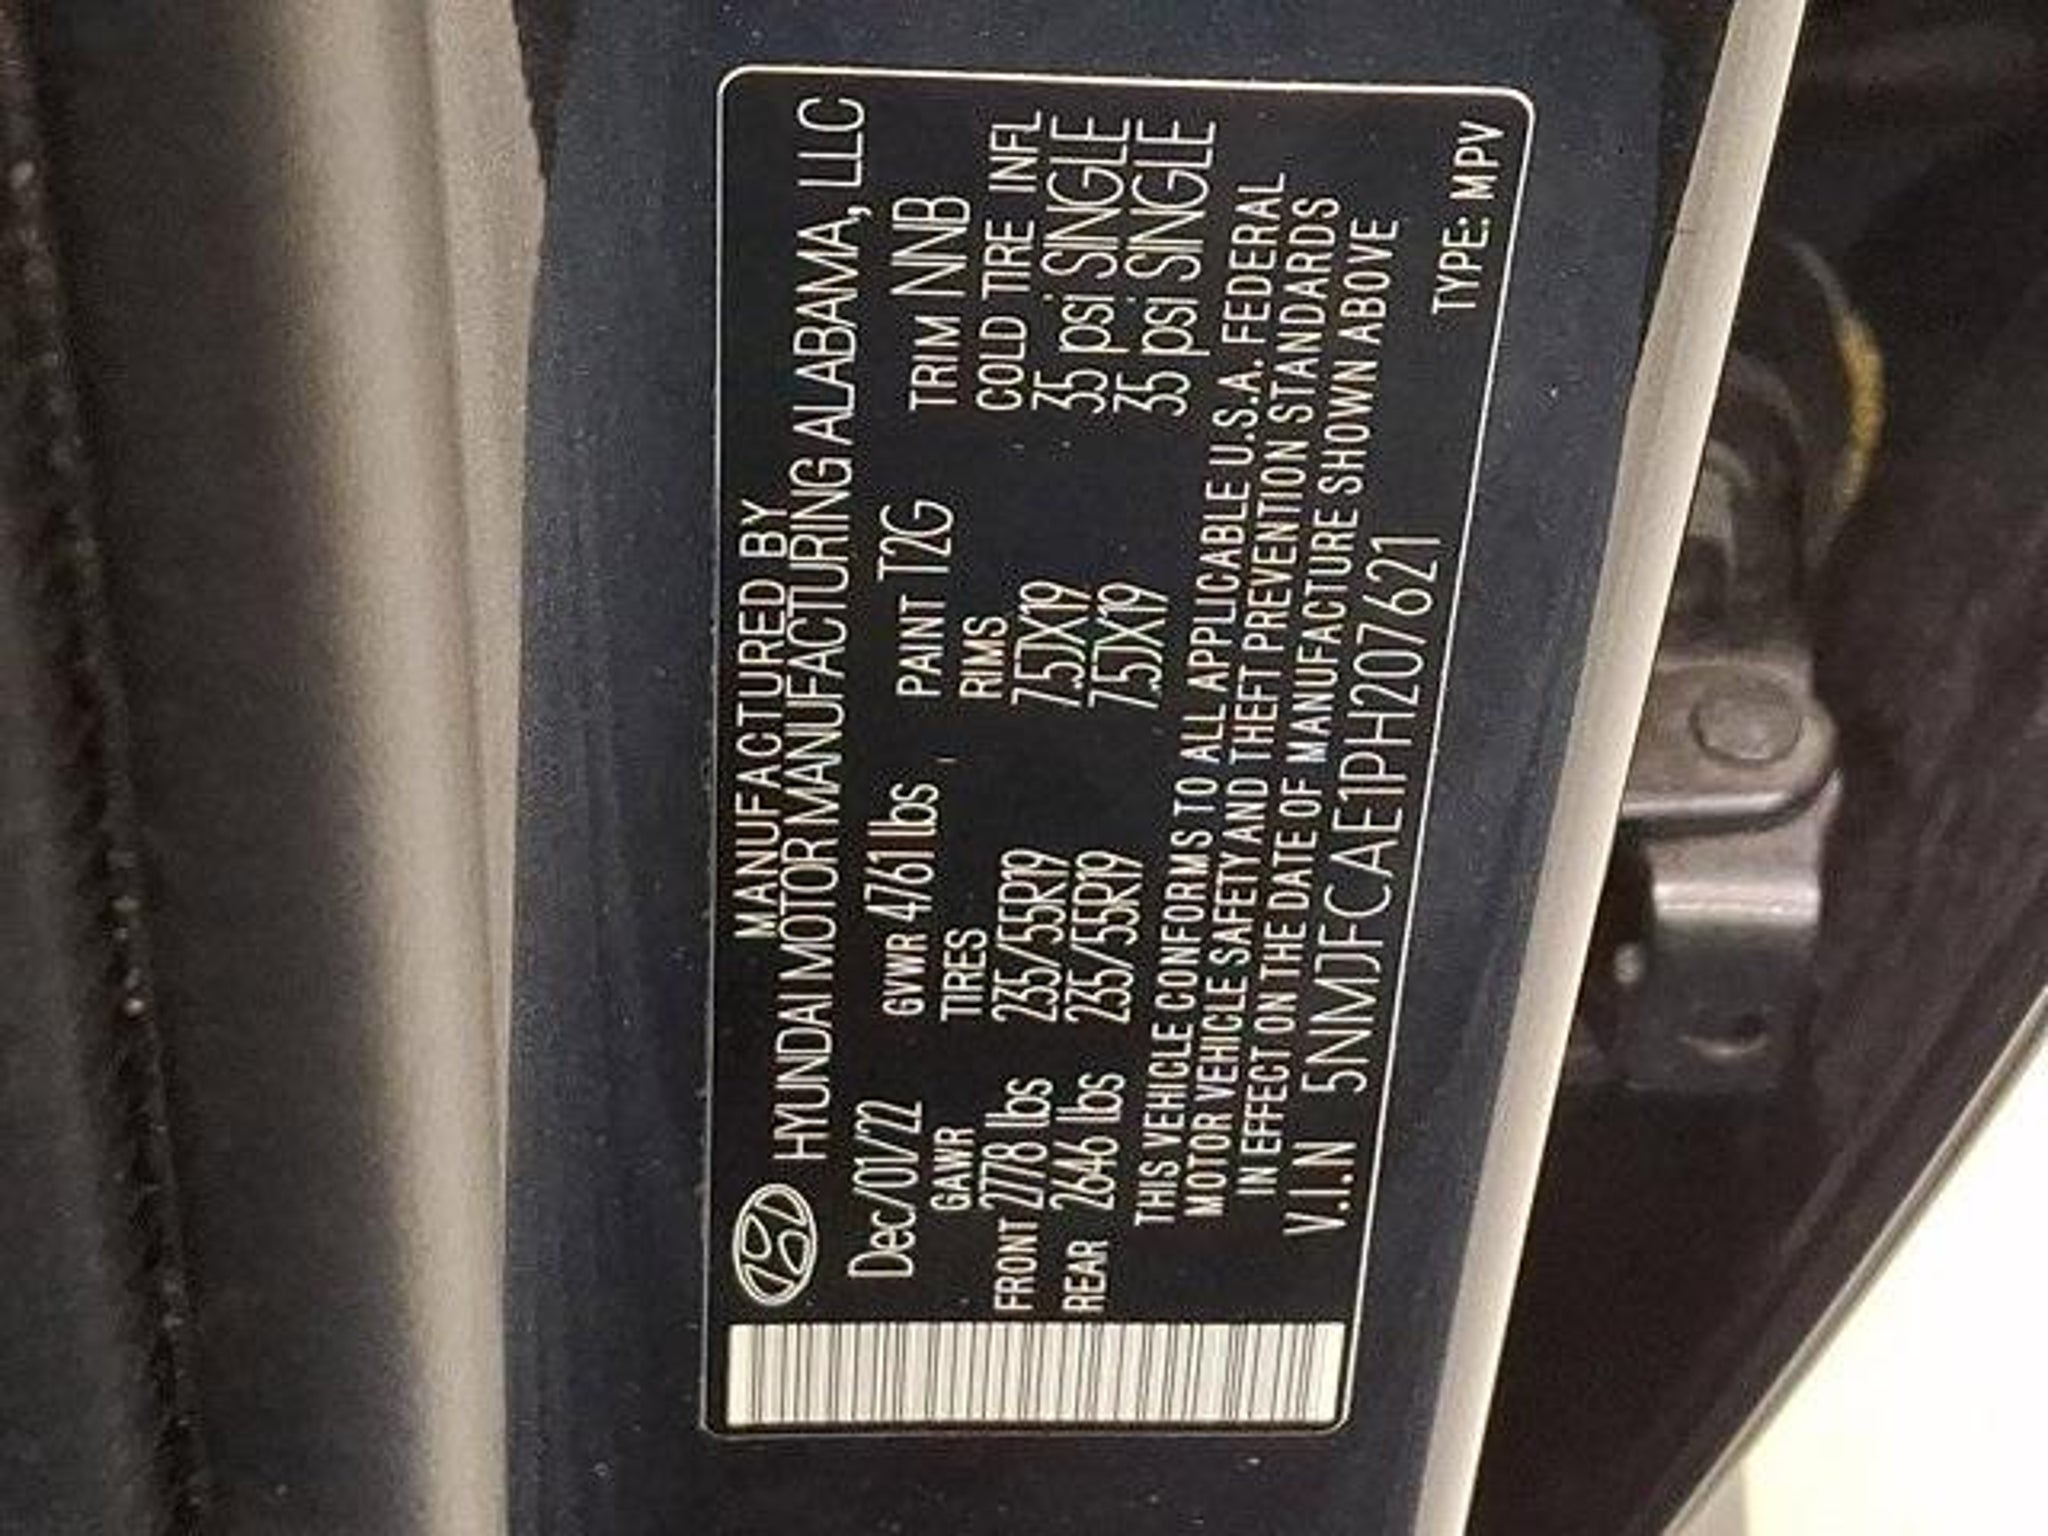 MANUFACTURED BY
HYUNDAI MOTOR MANUFACTURING ALABAMA, LLC
Dec/01/22 GVWR 4761 lbs PAINT T2G TRIM NNB
GAWR TIRES RIMS COLD TIRE INFL
FRONT 2778 lbs 235/55R19 7.5JX19 35 psi SINGLE
REAR 2646 lbs 235/55R19 7.5JX19 35 psi SINGLE
THIS VEHICLE CONFORMS TO ALL APPLICABLE U.S.A. FEDERAL
MOTOR VEHICLE SAFETY AND THEFT PREVENTION STANDARDS
IN EFFECT ON THE DATE OF MANUFACTURE SHOWN ABOVE
V.I.N 5NMJFCAE1PH207621 TYPE: MPV